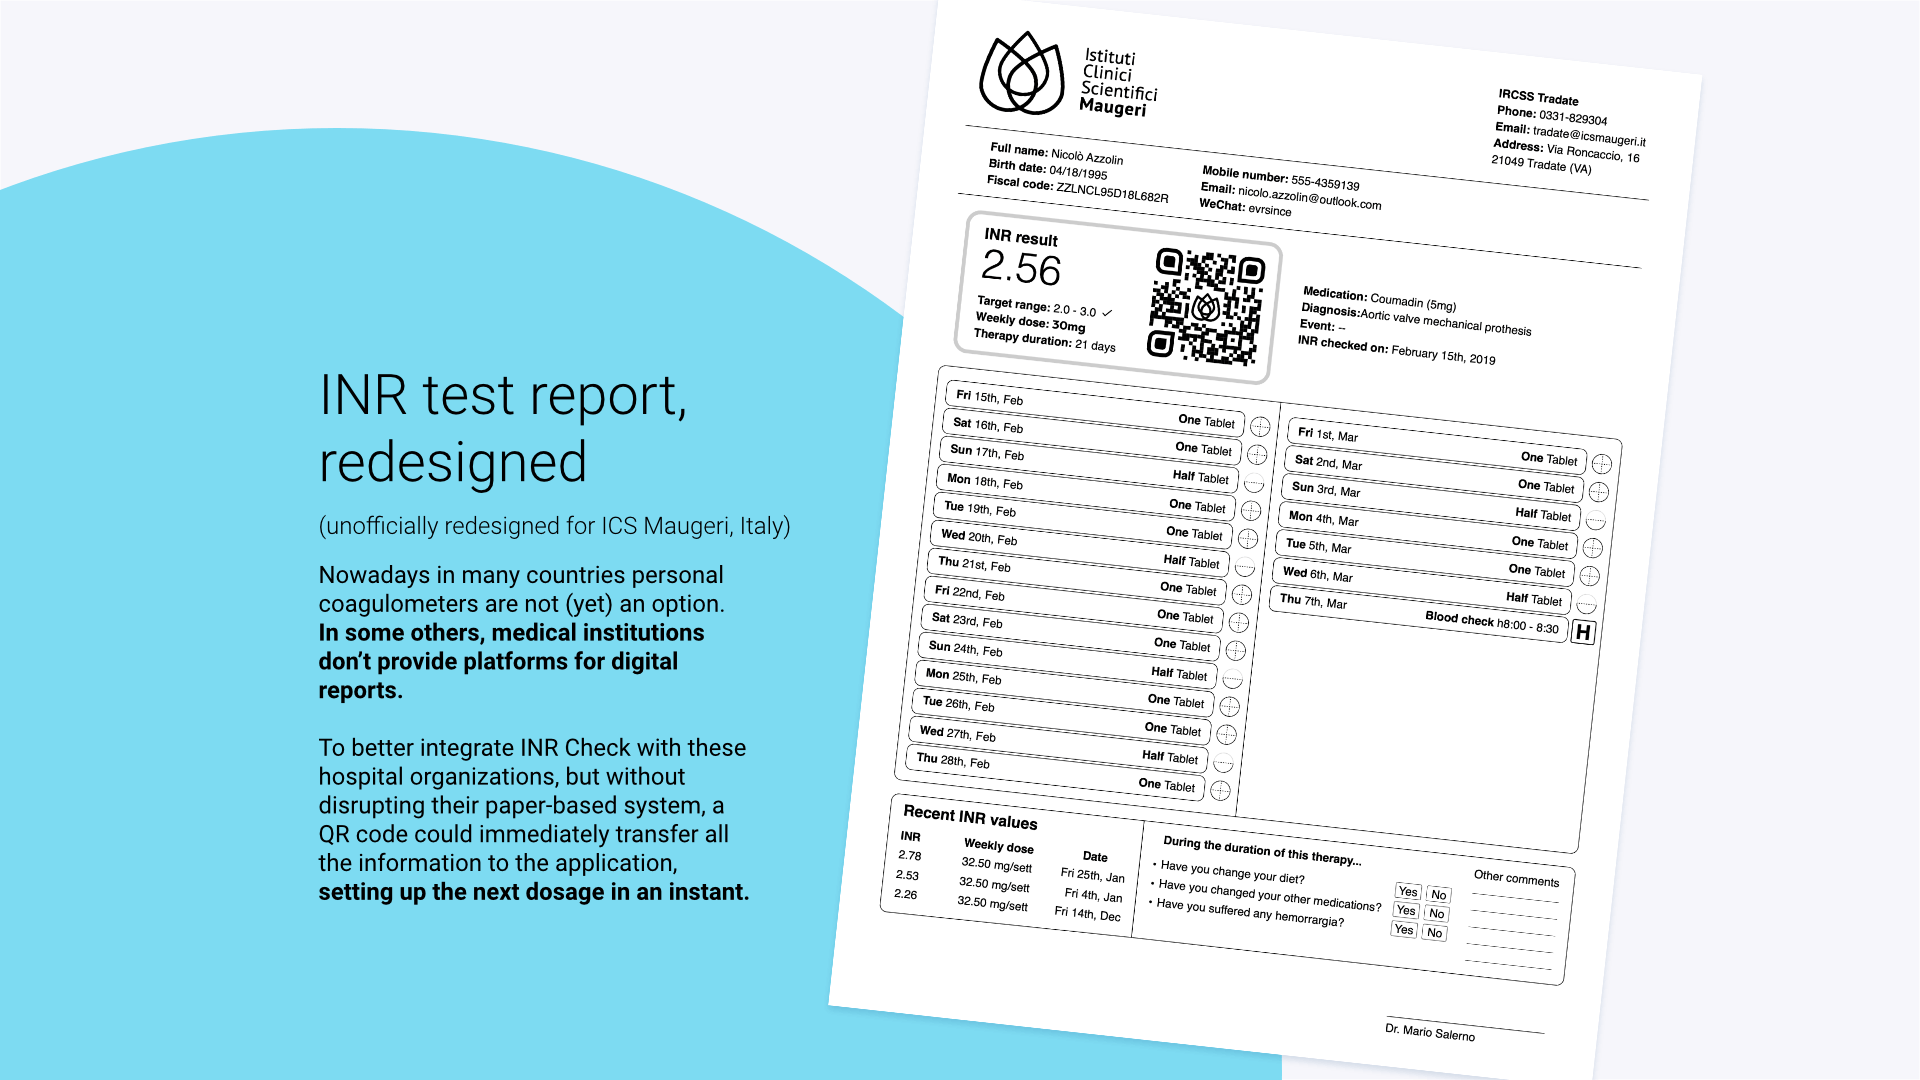 INR test report,
redesigned
(unofficially redesigned for ICS Maugeri, Italy)
Nowadays in many countries personal
coagulometers are not (yet) an option.
In some others, medical institutions
don’t provide platforms for digital
reports.
To better integrate INR Check with these
hospital organizations, but without
disrupting their paper-based system, a
QR code could immediately transfer all
the information to the application,
setting up the next dosage in an instant.
Istituti
Clinici
Scientifici
Maugeri
IRCSS Tradate
Phone: 0331-829304
Email: tradate@icsmaugeri.it
Address: Via Roncaccio, 16
21049 Tradate (VA)
Full name: Nicolò Azzolin
Birth date: 04/18/1995
Fiscal code: ZZLNCL95D18L682R
Mobile number: 555-4359139
Email: nicolo.azzolin@outlook.com
WeChat: evrsince
INR result
2.56
Target range: 2.0 - 3.0 ✓
Weekly dose: 30mg
Therapy duration: 21 days
Medication: Coumadin (5mg)
Diagnosis:Aortic valve mechanical prothesis
Event: --
INR checked on: February 15th, 2019
Fri 15th, Feb One Tablet
Sat 16th, Feb One Tablet
Sun 17th, Feb Half Tablet
Mon 18th, Feb One Tablet
Tue 19th, Feb One Tablet
Wed 20th, Feb Half Tablet
Thu 21st, Feb One Tablet
Fri 22nd, Feb One Tablet
Sat 23rd, Feb One Tablet
Sun 24th, Feb Half Tablet
Mon 25th, Feb One Tablet
Tue 26th, Feb One Tablet
Wed 27th, Feb Half Tablet
Thu 28th, Feb One Tablet
Fri 1st, Mar One Tablet
Sat 2nd, Mar One Tablet
Sun 3rd, Mar Half Tablet
Mon 4th, Mar One Tablet
Tue 5th, Mar One Tablet
Wed 6th, Mar Half Tablet
Thu 7th, Mar Blood check h8:00 - 8:30 H
Recent INR values
INR Weekly dose Date
2.78 32.50 mg/sett Fri 25th, Jan
2.53 32.50 mg/sett Fri 4th, Jan
2.26 32.50 mg/sett Fri 14th, Dec
During the duration of this therapy...
• Have you change your diet? Yes No
• Have you changed your other medications? Yes No
• Have you suffered any hemorrargia? Yes No
Other comments
Dr. Mario Salerno